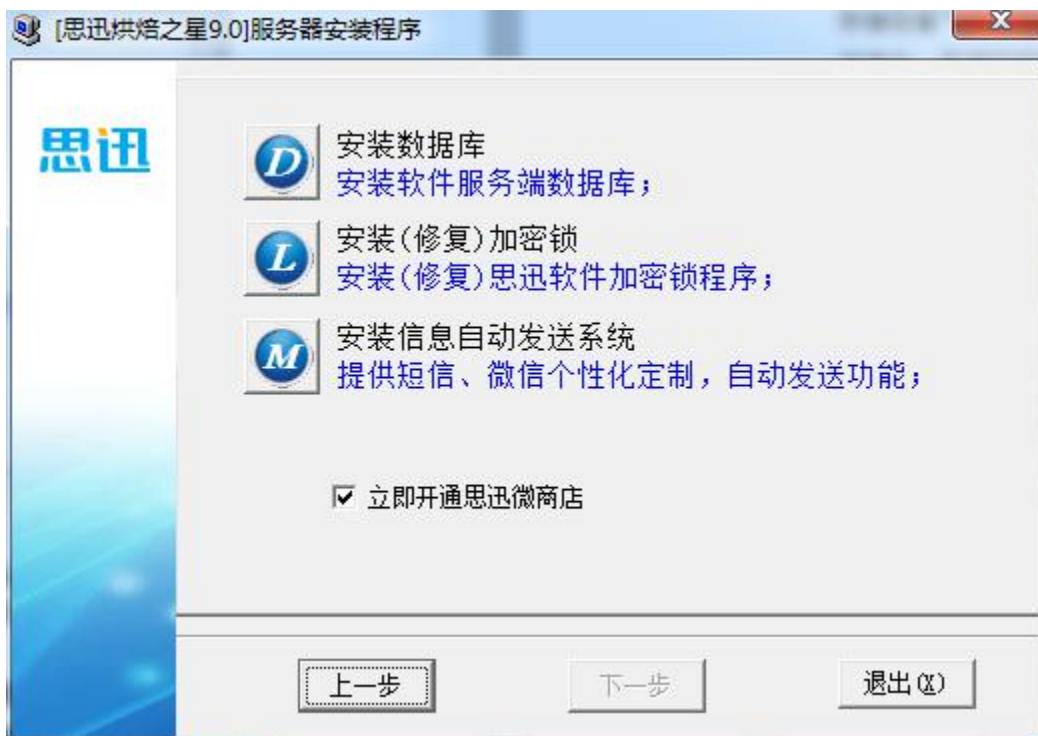 [思迅烘焙之星9.0]服务器安装程序
思迅
D
安装数据库
安装软件服务端数据库；
L
安装(修复)加密锁
安装(修复)思迅软件加密锁程序；
M
安装信息自动发送系统
提供短信、微信个性化定制，自动发送功能；
立即开通思迅微商店
上一步
下一步
退出(X)